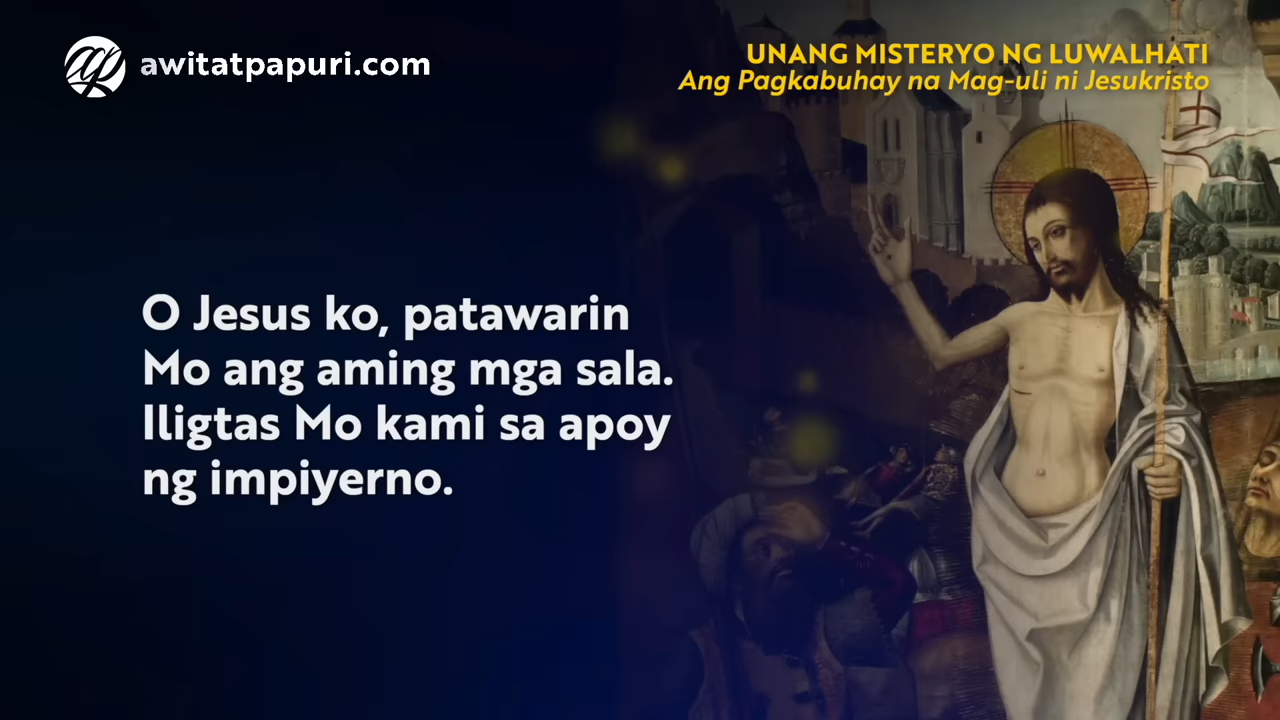 awitatpapuri.com
UNANG MISTERYO NG LUWALHATI
Ang Pagkabuhay na Mag-uli ni Jesukristo
O Jesus ko, patawarin
Mo ang aming mga sala.
Iligtas Mo kami sa apoy
ng impiyerno.